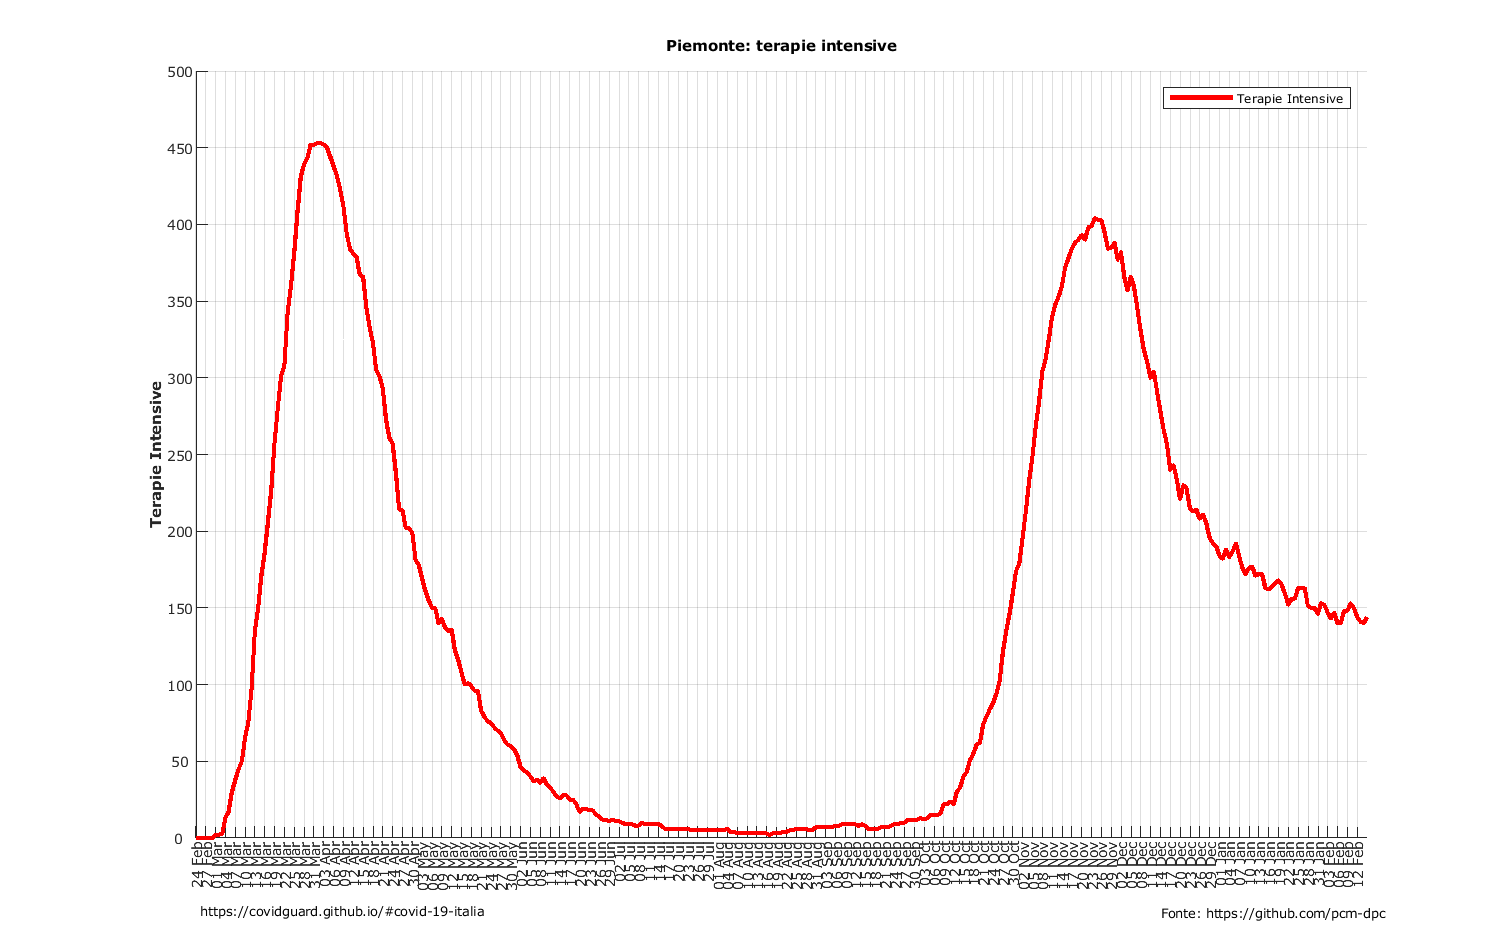 Piemonte: terapie intensive
Terapie Intensive
Terapie Intensive
500
450
400
350
300
250
200
150
100
50
0
24 Feb
27 Feb
01 Mar
04 Mar
07 Mar
10 Mar
13 Mar
16 Mar
19 Mar
22 Mar
25 Mar
28 Mar
31 Mar
03 Apr
06 Apr
09 Apr
12 Apr
15 Apr
18 Apr
21 Apr
24 Apr
27 Apr
30 Apr
03 May
06 May
09 May
12 May
15 May
18 May
21 May
24 May
27 May
30 May
02 Jun
05 Jun
08 Jun
11 Jun
14 Jun
17 Jun
20 Jun
23 Jun
26 Jun
29 Jun
02 Jul
05 Jul
08 Jul
11 Jul
14 Jul
17 Jul
20 Jul
23 Jul
26 Jul
29 Jul
01 Aug
04 Aug
07 Aug
10 Aug
13 Aug
16 Aug
19 Aug
22 Aug
25 Aug
28 Aug
31 Aug
03 Sep
06 Sep
09 Sep
12 Sep
15 Sep
18 Sep
21 Sep
24 Sep
27 Sep
30 Sep
03 Oct
06 Oct
09 Oct
12 Oct
15 Oct
18 Oct
21 Oct
24 Oct
27 Oct
30 Oct
02 Nov
05 Nov
08 Nov
11 Nov
14 Nov
17 Nov
20 Nov
23 Nov
26 Nov
29 Nov
02 Dec
05 Dec
08 Dec
11 Dec
14 Dec
17 Dec
20 Dec
23 Dec
26 Dec
29 Dec
01 Jan
04 Jan
07 Jan
10 Jan
13 Jan
16 Jan
19 Jan
22 Jan
25 Jan
28 Jan
31 Jan
03 Feb
06 Feb
09 Feb
12 Feb
https://covidguard.github.io/#covid-19-italia
Fonte: https://github.com/pcm-dpc